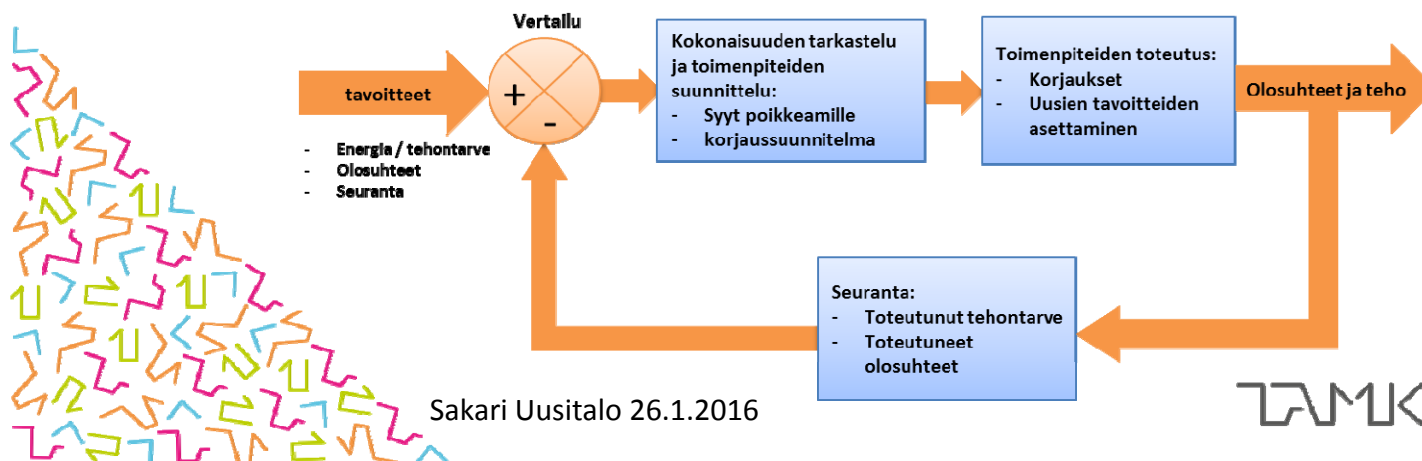 Vertailu
tavoitteet
+
-
- Energia / tehontarve
- Olosuhteet
- Seuranta
Kokonaisuuden tarkastelu
ja toimenpiteiden
suunnittelu:
- Syyt poikkeamille
- korjaussuunnitelma
Toimenpiteiden toteutus:
- Korjaukset
- Uusien tavoitteiden
asettaminen
Olosuhteet ja teho
Seuranta:
- Toteutunut tehontarve
- Toteutuneet
olosuhteet
Sakari Uusitalo 26.1.2016
TAMK